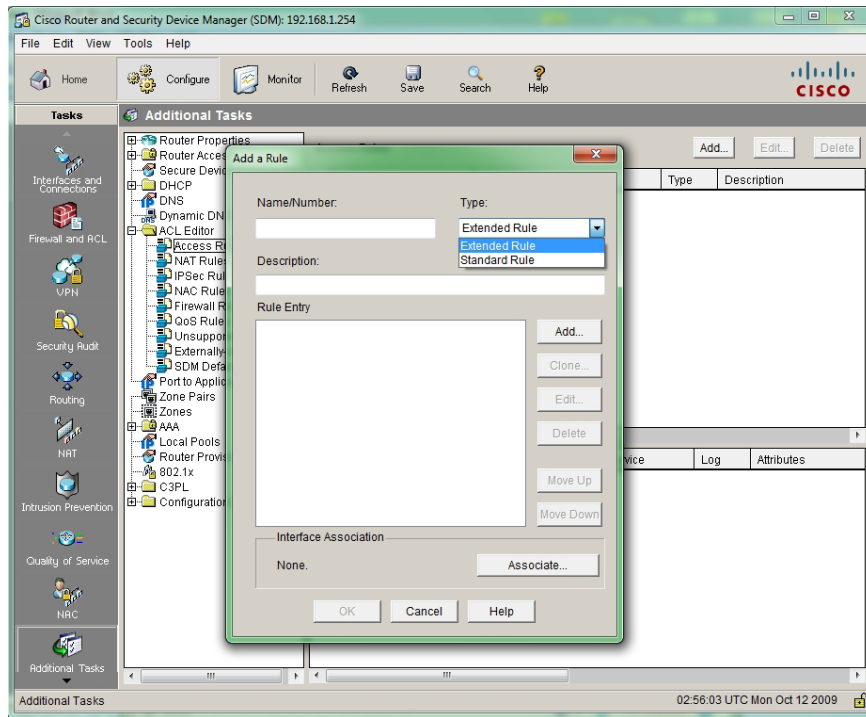 Cisco Router and Security Device Manager (SDM): 192.168.1.254
File Edit View Tools Help
Home Configure Monitor Refresh Save Search Help
CISCO
Tasks
Additional Tasks
Interfaces and Connections
Firewall and ACL
VPN
Security Audit
Routing
NAT
Intrusion Prevention
Quality of Service
NAC
Additional Tasks
Router Properties
Router Acces
Secure Devic
DHCP
DNS
Dynamic DN
ACL Editor
Access R
NAT Rule
IPSec Rul
NAC Rule
Firewall R
QoS Rule
Unsuppor
Externally
SDM Defa
Port to Applic
Zone Pairs
Zones
AAA
Local Pools
Router Provis
802.1x
C3PL
Configuration
Add... Edit... Delete
Type Description
vice Log Attributes
Add a Rule
Name/Number: Type:
Extended Rule
Extended Rule
Standard Rule
Description:
Rule Entry
Add...
Clone...
Edit...
Delete
Move Up
Move Down
Interface Association
None. Associate...
OK Cancel Help
Additional Tasks 02:56:03 UTC Mon Oct 12 2009